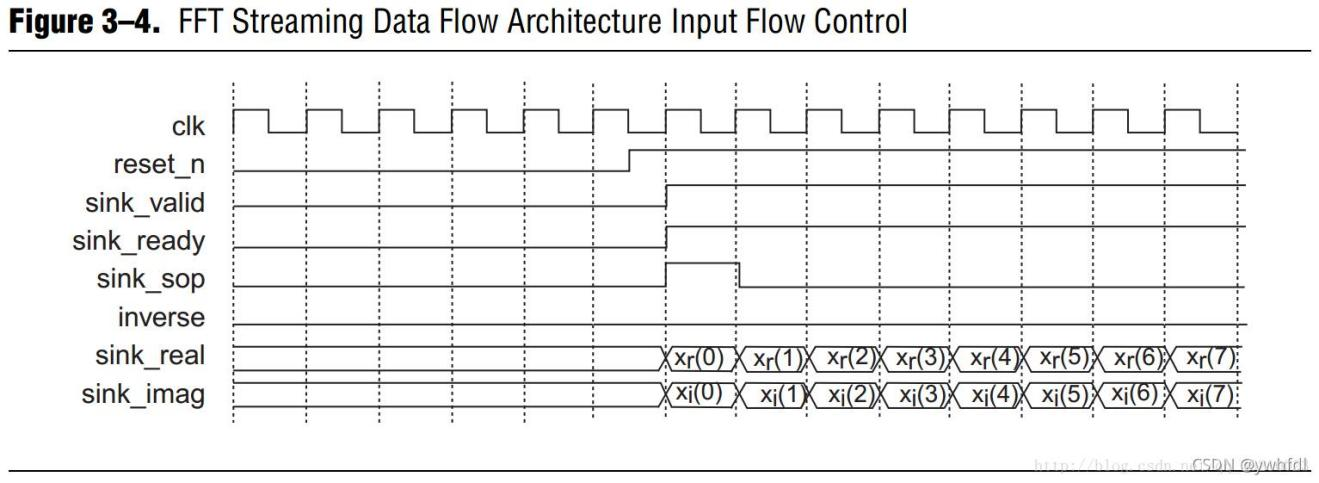 Figure 3–4. FFT Streaming Data Flow Architecture Input Flow Control
clk
reset_n
sink_valid
sink_ready
sink_sop
inverse
sink_real xr(0) xr(1) xr(2) xr(3) xr(4) xr(5) xr(6) xr(7)
sink_imag xi(0) xi(1) xi(2) xi(3) xi(4) xi(5) xi(6) xi(7)
CSDN @ywhfdl